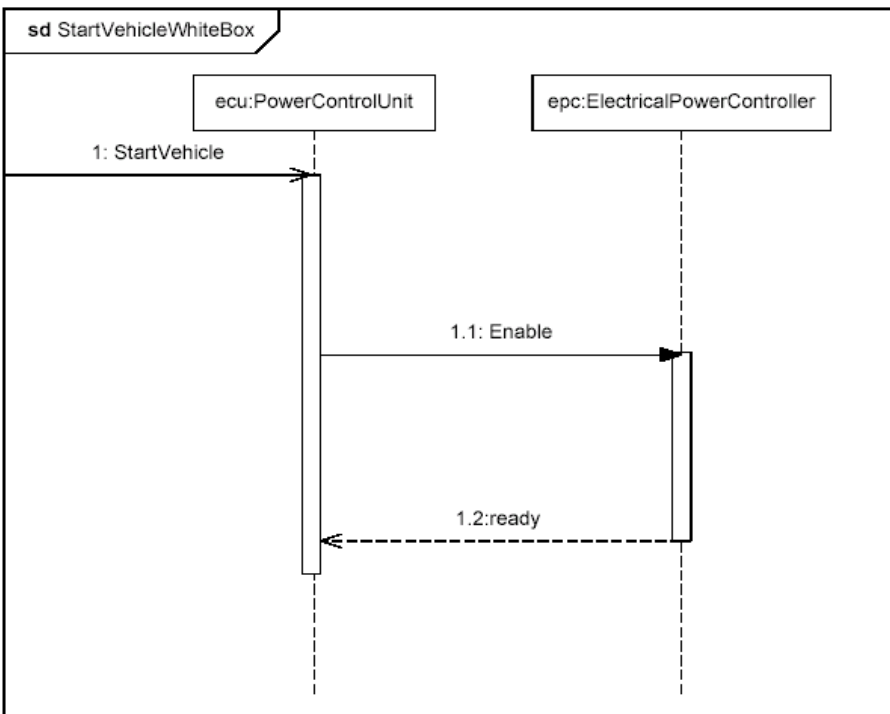 sd StartVehicleWhiteBox
ecu:PowerControlUnit
epc:ElectricalPowerController
1: StartVehicle
1.1: Enable
1.2:ready